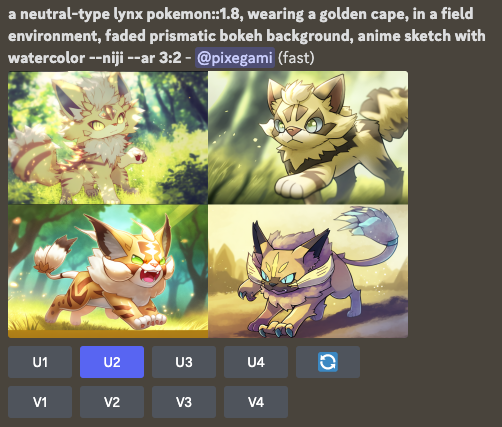 a neutral-type lynx pokemon::1.8, wearing a golden cape, in a field
environment, faded prismatic bokeh background, anime sketch with
watercolor --niji --ar 3:2 - @pixegami (fast)
U1 U2 U3 U4
V1 V2 V3 V4